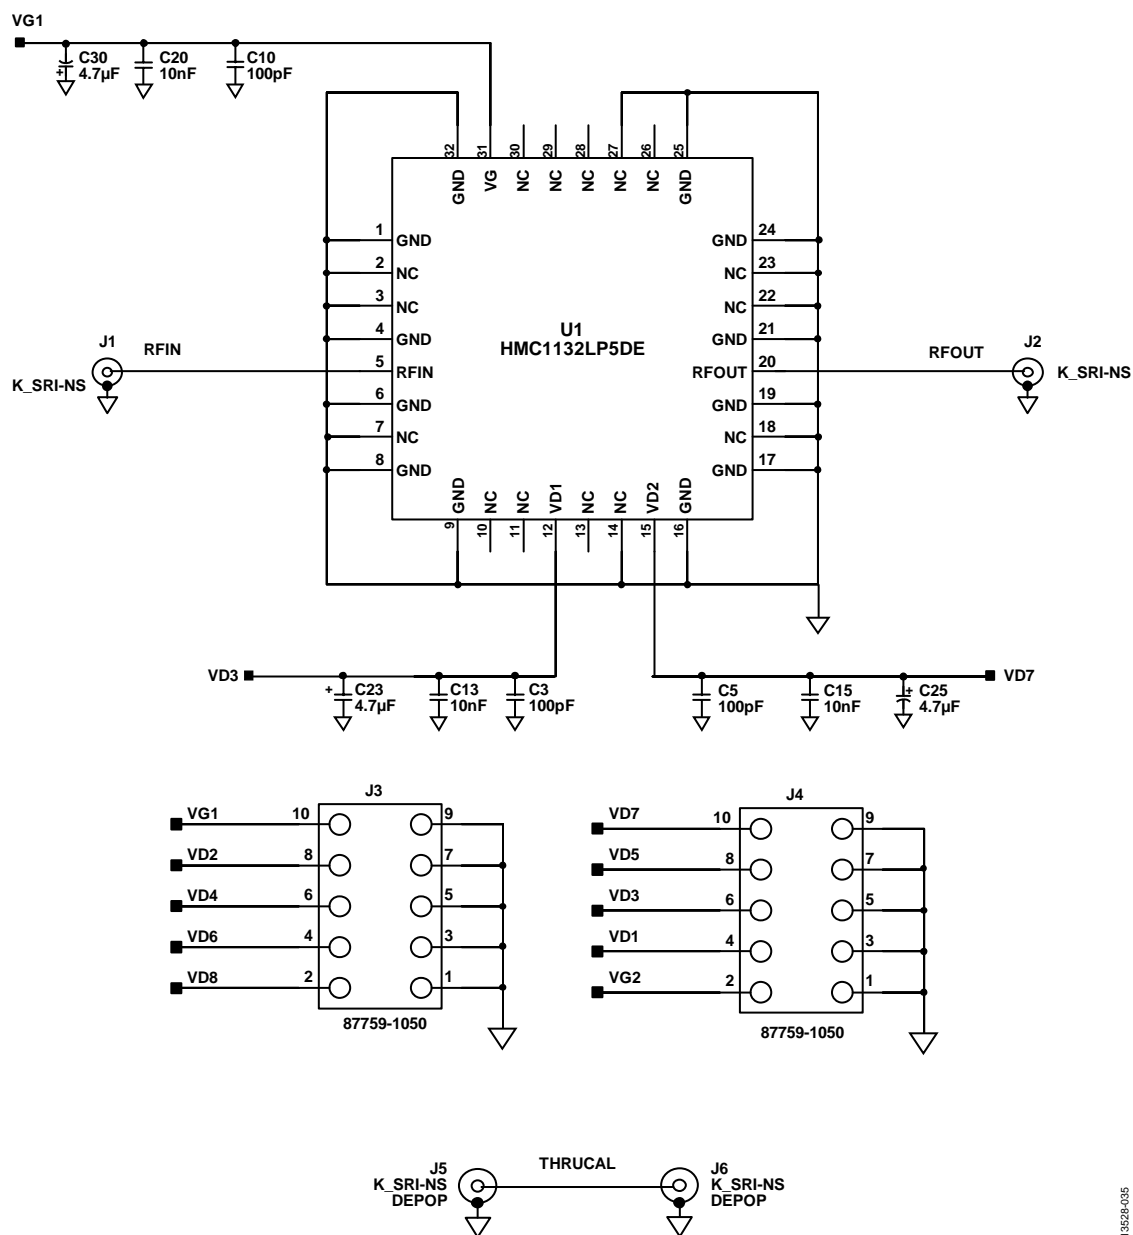 VG1
C30
4.7µF
C20
10nF
C10
100pF
+
32
31
30
29
28
27
26
25
GND
VG
NC
NC
NC
NC
NC
GND
1
GND
2
NC
3
NC
4
GND
5
RFIN
6
GND
7
NC
8
GND
24
GND
23
NC
22
NC
21
GND
20
RFOUT
19
GND
18
NC
17
GND
U1
HMC1132LP5DE
J1
RFIN
K_SRI-NS
RFOUT
J2
K_SRI-NS
GND
NC
NC
VD1
NC
NC
VD2
GND
9
10
11
12
13
14
15
16
VD3
+
C23
4.7µF
C13
10nF
C3
100pF
C5
100pF
C15
10nF
+
C25
4.7µF
VD7
J3
VG1 10 9
VD2 8 7
VD4 6 5
VD6 4 3
VD8 2 1
87759-1050
J4
VD7 10 9
VD5 8 7
VD3 6 5
VD1 4 3
VG2 2 1
87759-1050
J5
K_SRI-NS
DEPOP
THRUCAL
J6
K_SRI-NS
DEPOP
13528-035